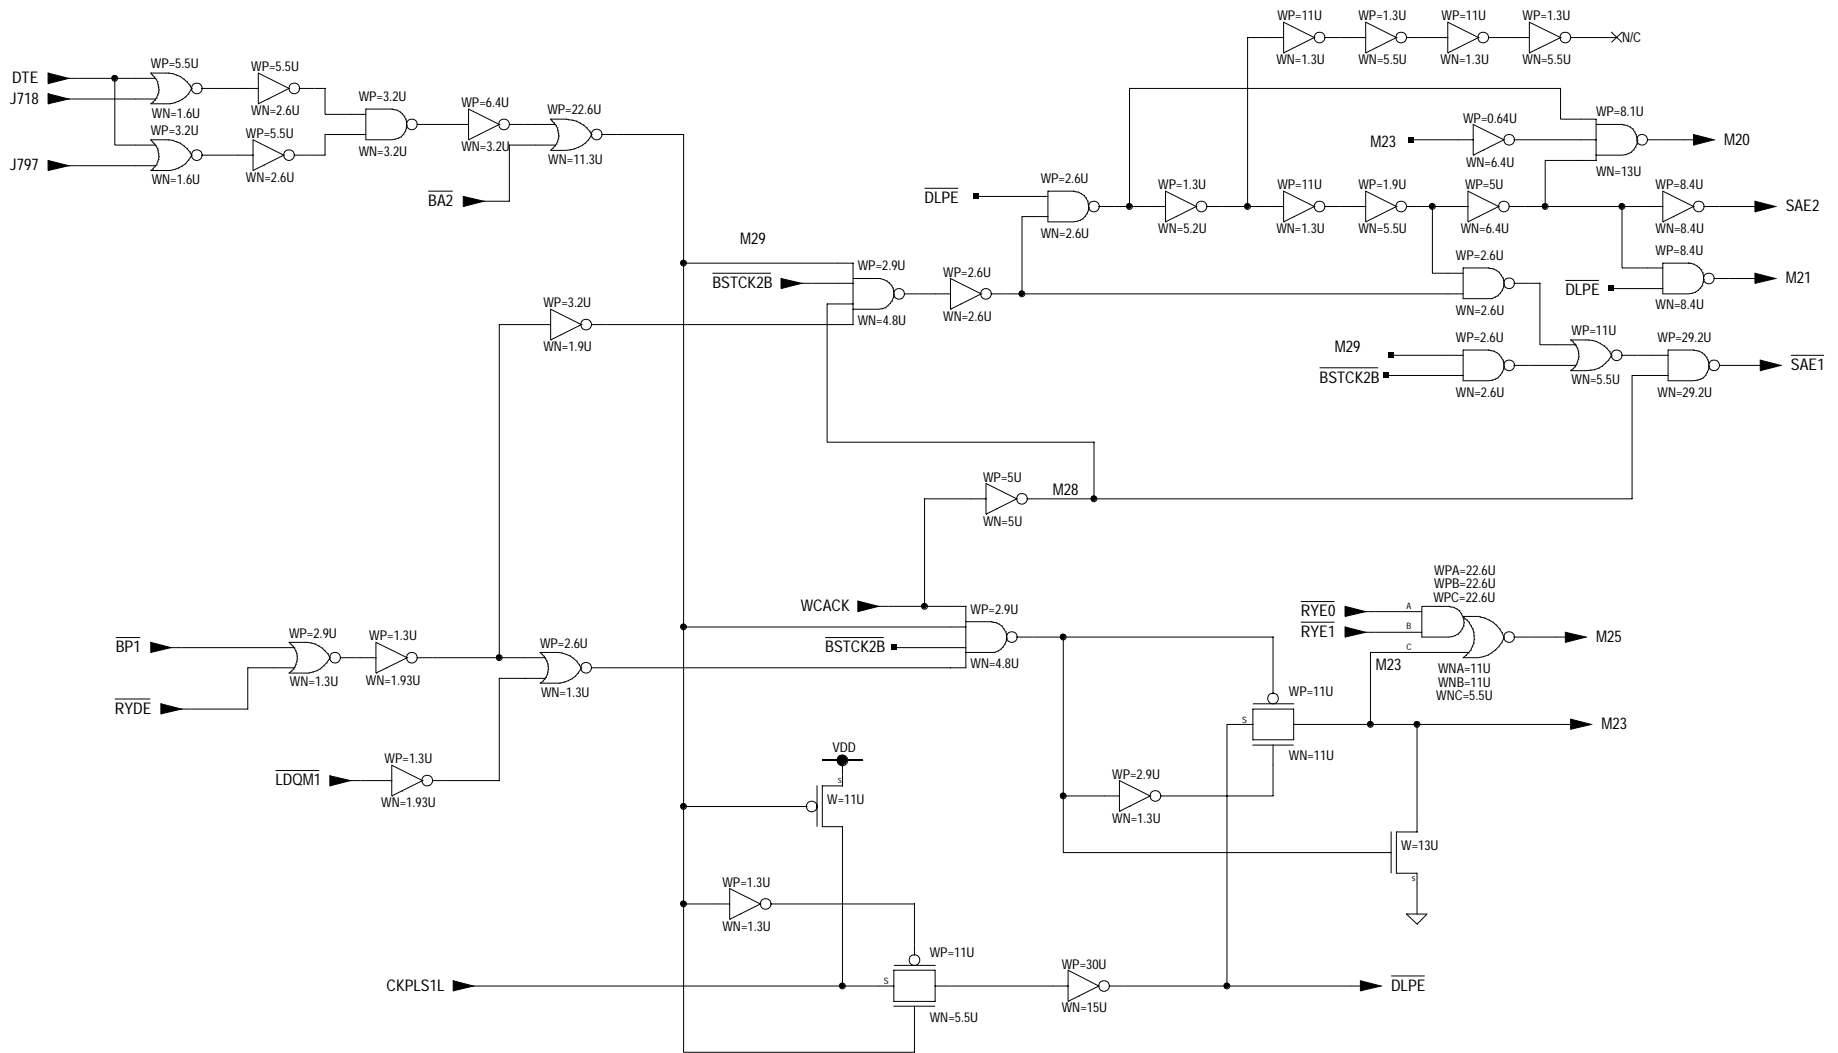 WP=11U
WP=1.3U
WP=11U
WP=1.3U
N/C
WN=1.3U
WN=5.5U
WN=1.3U
WN=5.5U
WP=5.5U
WP=5.5U
DTE
J718
WN=1.6U
WN=2.6U
WP=3.2U
WP=6.4U
WP=22.6U
WP=3.2U
WP=5.5U
WN=3.2U
WN=3.2U
WN=11.3U
J797
WN=1.6U
WN=2.6U
BA2
WP=0.64U
WP=8.1U
M23
M20
WN=6.4U
WN=13U
WP=2.6U
WP=1.3U
WP=11U
WP=1.9U
WP=5U
WP=8.4U
DLPE
SAE2
WN=2.6U
WN=5.2U
WN=1.3U
WN=5.5U
WN=6.4U
WN=8.4U
M29
WP=2.9U
WP=2.6U
WP=2.6U
WP=8.4U
BSTCK2B
DLPE
M21
WN=4.8U
WN=2.6U
WN=2.6U
WN=8.4U
WP=3.2U
WN=1.9U
M29
WP=2.6U
WP=11U
WP=29.2U
BSTCK2B
SAE1
WN=2.6U
WN=5.5U
WN=29.2U
WP=5U
M28
WN=5U
WCACK
WP=2.9U
BSTCK2B
WN=4.8U
WPA=22.6U
WPB=22.6U
WPC=22.6U
RYE0
A
RYE1
B
M25
C
M23
WNA=11U
WNB=11U
WNC=5.5U
BP1
WP=2.9U
WP=1.3U
WP=2.6U
WN=1.3U
WN=1.93U
WN=1.3U
RYDE
WP=11U
S
M23
WN=11U
LDQM1
WP=1.3U
WN=1.93U
VDD
S
W=11U
WP=2.9U
WN=1.3U
W=13U
S
WP=1.3U
WN=1.3U
WP=11U
WP=30U
CKPLS1L
S
DLPE
WN=5.5U
WN=15U